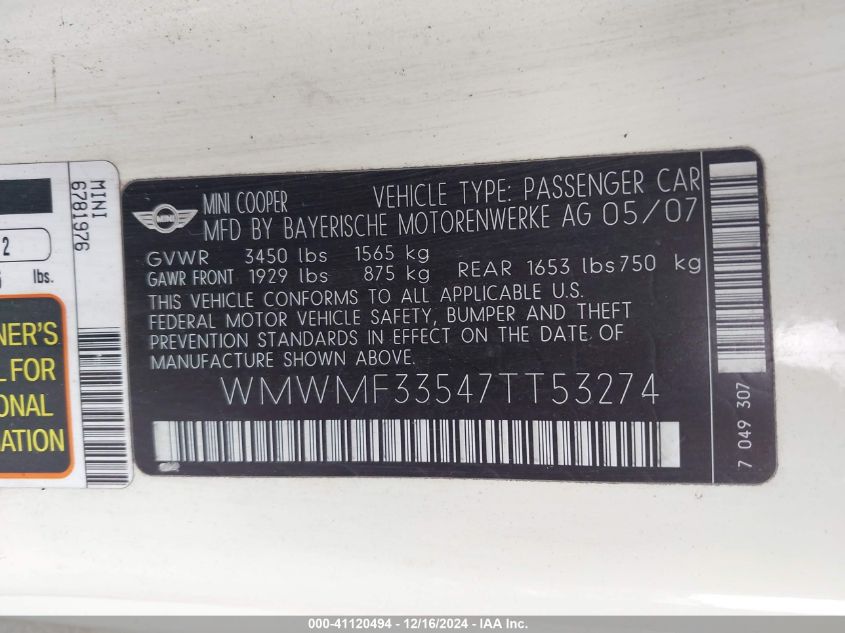 MINI
6781976
2
lbs.
NER'S
L FOR
ONAL
ATION
MINI
MINI COOPER VEHICLE TYPE: PASSENGER CAR
MFD BY BAYERISCHE MOTORENWERKE AG 05/07
GVWR 3450 lbs 1565 kg
GAWR FRONT 1929 lbs 875 kg REAR 1653 lbs 750 kg
THIS VEHICLE CONFORMS TO ALL APPLICABLE U.S.
FEDERAL MOTOR VEHICLE SAFETY, BUMPER AND THEFT
PREVENTION STANDARDS IN EFFECT ON THE DATE OF
MANUFACTURE SHOWN ABOVE.
WMWMF33547TT53274
7 049 307
000-41120494 - 12/16/2024 - IAA Inc.